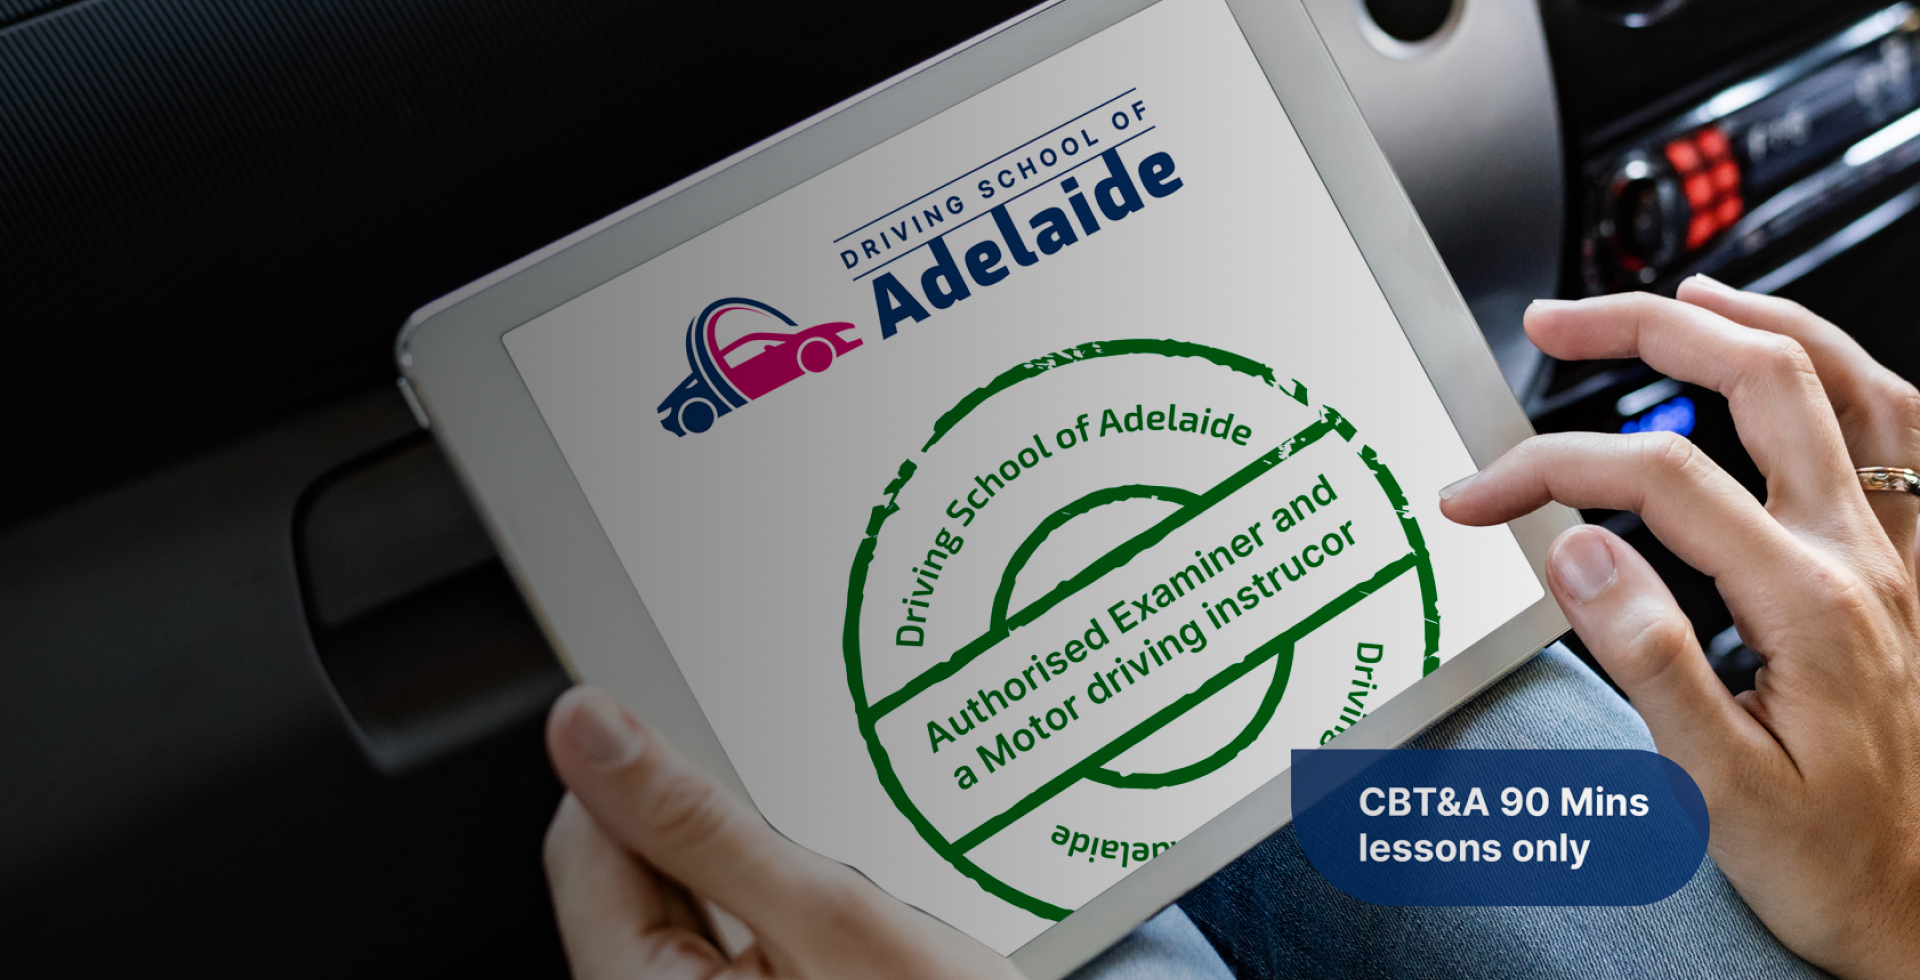 DRIVING SCHOOL OF
Adelaide
Driving School of Adelaide
Authorised Examiner and
a Motor driving instrucor
CBT&A 90 Mins
lessons only